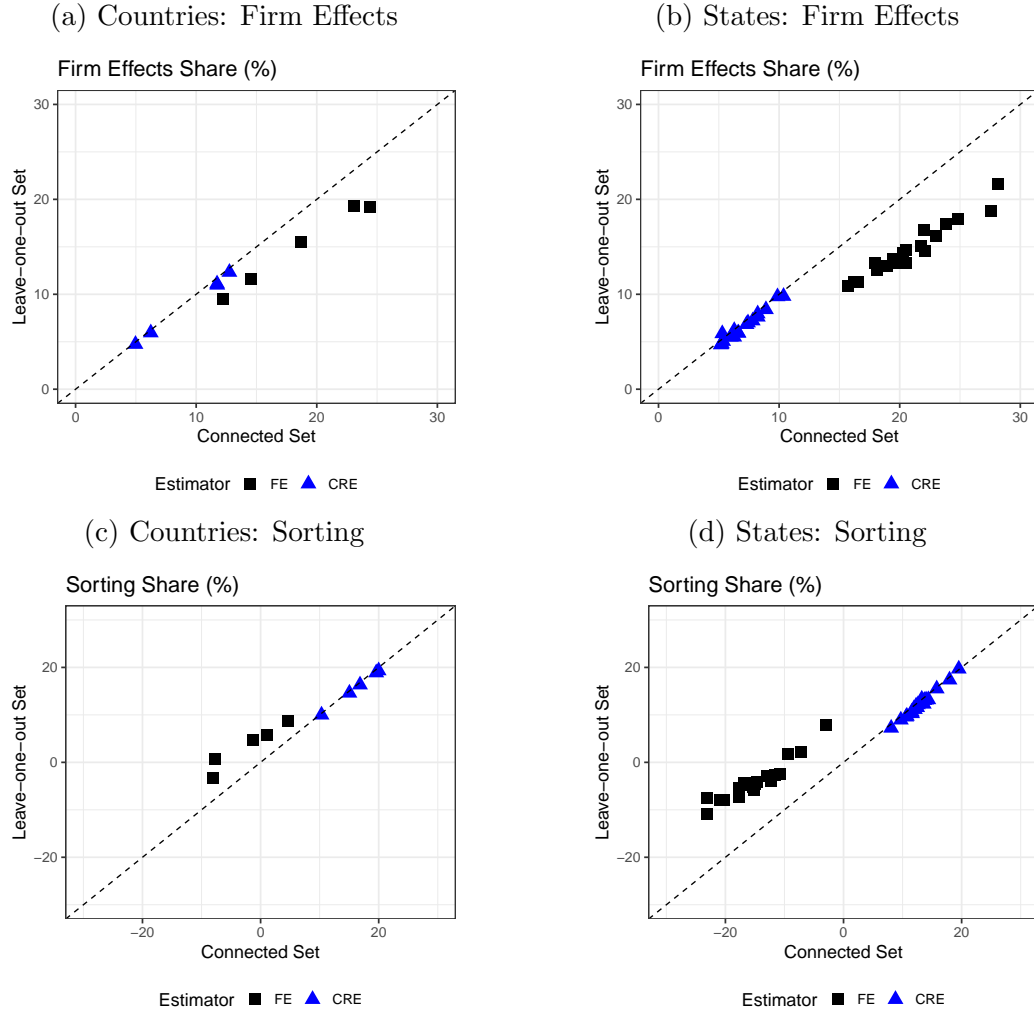 (a) Countries: Firm Effects
Firm Effects Share (%)
Leave−one−out Set
30
20
10
0
0 10 20 30
Connected Set
Estimator FE CRE
(b) States: Firm Effects
Firm Effects Share (%)
Leave−one−out Set
30
20
10
0
0 10 20 30
Connected Set
Estimator FE CRE
(c) Countries: Sorting
Sorting Share (%)
Leave−one−out Set
20
0
−20
−20 0 20
Connected Set
Estimator FE CRE
(d) States: Sorting
Sorting Share (%)
Leave−one−out Set
20
0
−20
−20 0 20
Connected Set
Estimator FE CRE